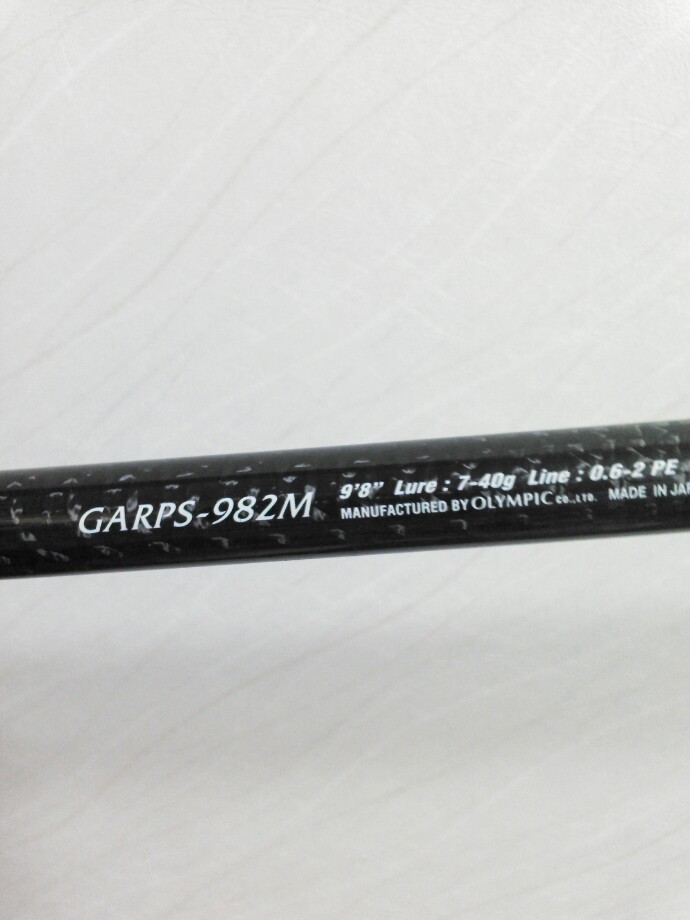 GARPS-982M
9'8" Lure : 7-40g Line : 0.6-2 PE
MANUFACTURED BY OLYMPIC CO.,LTD. MADE IN JAP